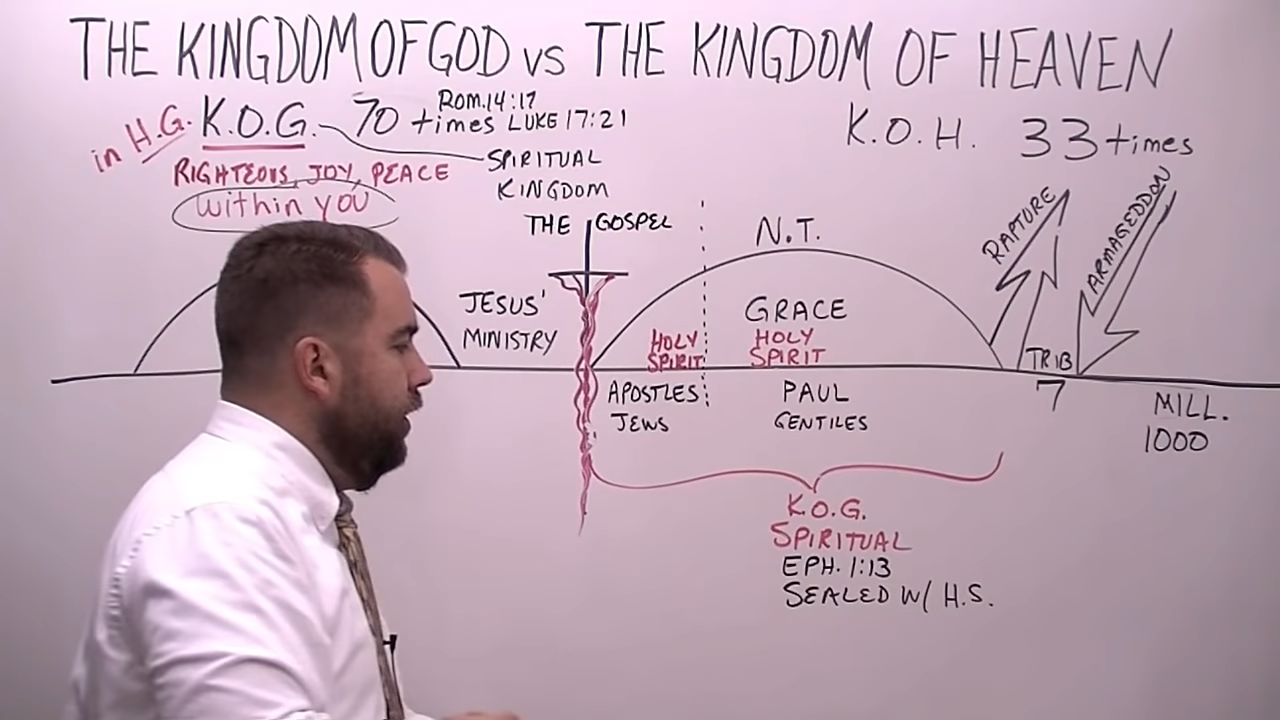 THE KINGDOM OF GOD vs THE KINGDOM OF HEAVEN
in H.G. K.O.G. 70 times
Rom. 14:17
LUKE 17:21
SPIRITUAL
KINGDOM
RIGHTEOUS, JOY, PEACE
within you
K.O.H. 33 times
THE GOSPEL
N.T.
RAPTURE
ARMAGEDDON
JESUS'
MINISTRY
HOLY
SPIRIT
GRACE
HOLY
SPIRIT
TRIB
7
APOSTLES
JEWS
PAUL
GENTILES
MILL.
1000
K.O.G.
SPIRITUAL
EPH. 1:13
SEALED W/ H.S.